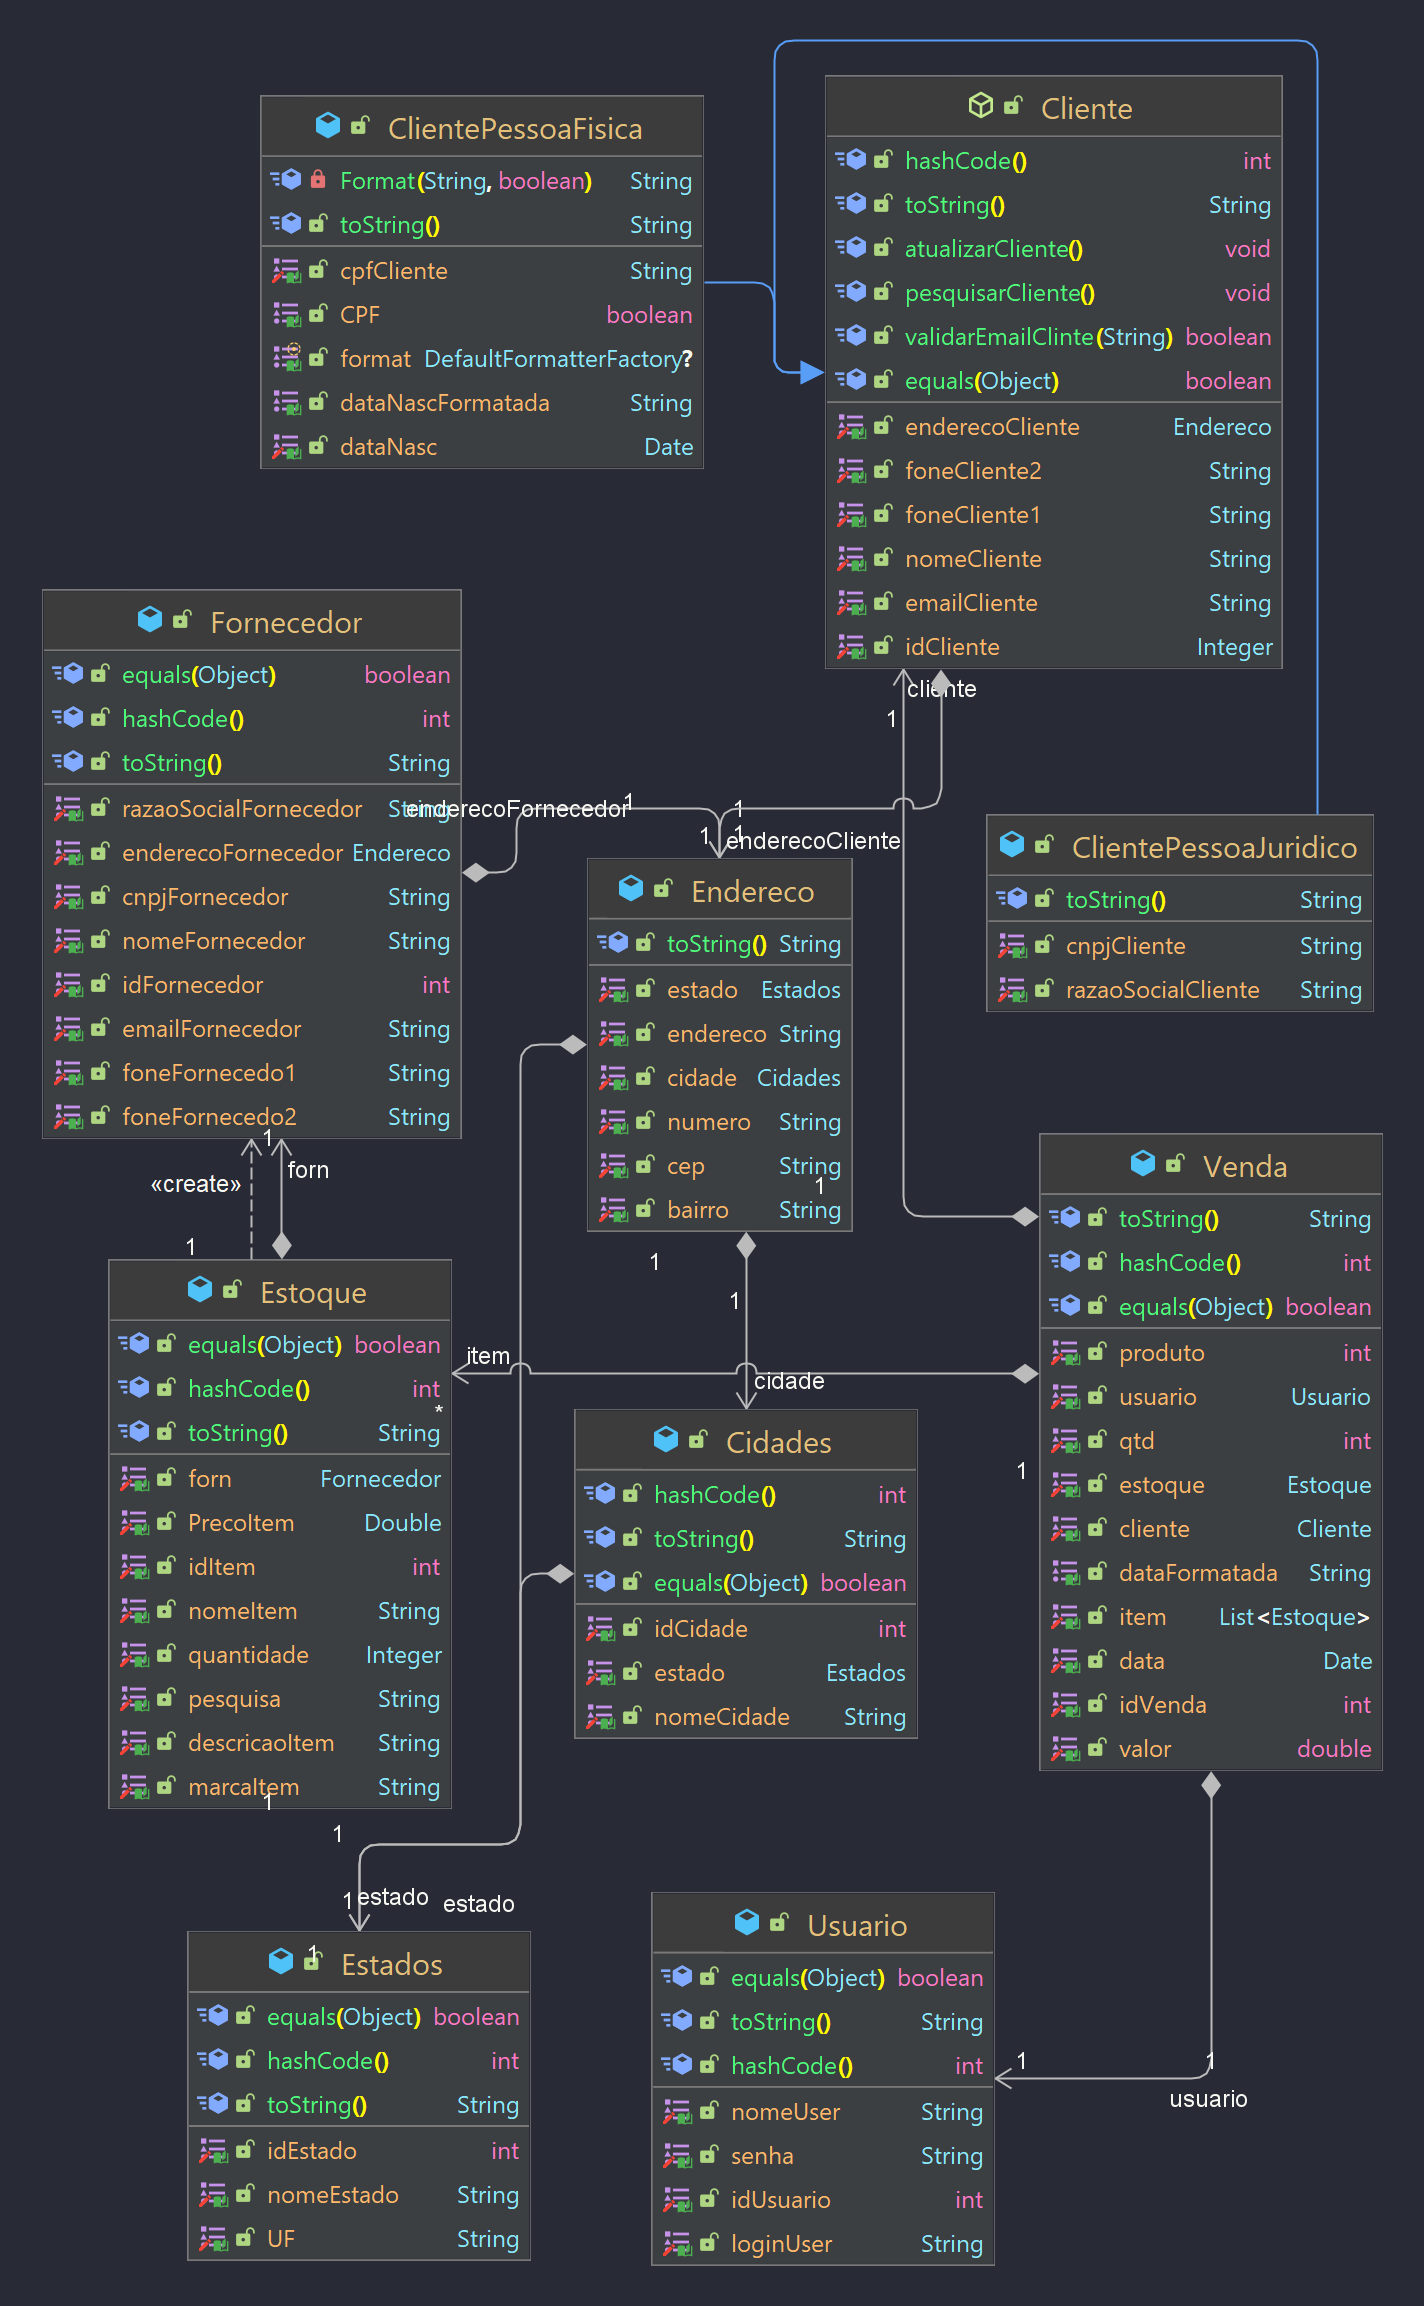 ClientePessoaFisica
Format(String, boolean) String
toString() String
cpfCliente String
CPF boolean
format DefaultFormatterFactory?
dataNascFormatada String
dataNasc Date
Cliente
hashCode() int
toString() String
atualizarCliente() void
pesquisarCliente() void
validarEmailClinte(String) boolean
equals(Object) boolean
enderecoCliente Endereco
foneCliente2 String
foneCliente1 String
nomeCliente String
emailCliente String
idCliente Integer
cliente
1
Fornecedor
equals(Object) boolean
hashCode() int
toString() String
razaoSocialFornecedor String
enderecoFornecedor Endereco
cnpjFornecedor String
nomeFornecedor String
idFornecedor int
emailFornecedor String
foneFornecedo1 String
foneFornecedo2 String
enderecoFornecedor
1
1
1
1
enderecoCliente
ClientePessoaJuridico
toString() String
cnpjCliente String
razaoSocialCliente String
Endereco
toString() String
estado Estados
endereco String
cidade Cidades
numero String
cep String
bairro String
1
1
forn
«create»
1
1
1
cidade
item
Venda
toString() String
hashCode() int
equals(Object) boolean
produto int
usuario Usuario
qtd int
estoque Estoque
cliente Cliente
dataFormatada String
item List<Estoque>
data Date
idVenda int
valor double
1
Estoque
equals(Object) boolean
hashCode() int
*
toString() String
forn Fornecedor
PrecoItem Double
idItem int
nomeItem String
quantidade Integer
pesquisa String
descricaoItem String
marcaItem String
1
Cidades
hashCode() int
toString() String
equals(Object) boolean
idCidade int
estado Estados
nomeCidade String
1
1
estado
estado
1
Estados
equals(Object) boolean
hashCode() int
toString() String
idEstado int
nomeEstado String
UF String
Usuario
equals(Object) boolean
toString() String
hashCode() int
nomeUser String
senha String
idUsuario int
loginUser String
1
1
usuario